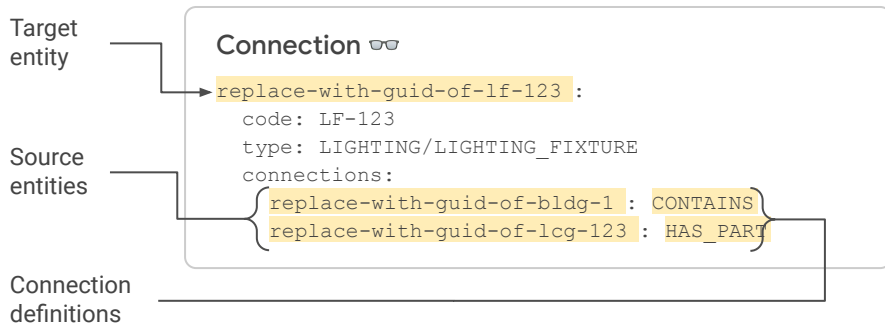 Target
entity
Connection 👓
replace-with-guid-of-lf-123 :
code: LF-123
type: LIGHTING/LIGHTING_FIXTURE
connections:
Source
entities
replace-with-guid-of-bldg-1 : CONTAINS
replace-with-guid-of-lcg-123 : HAS_PART
Connection
definitions